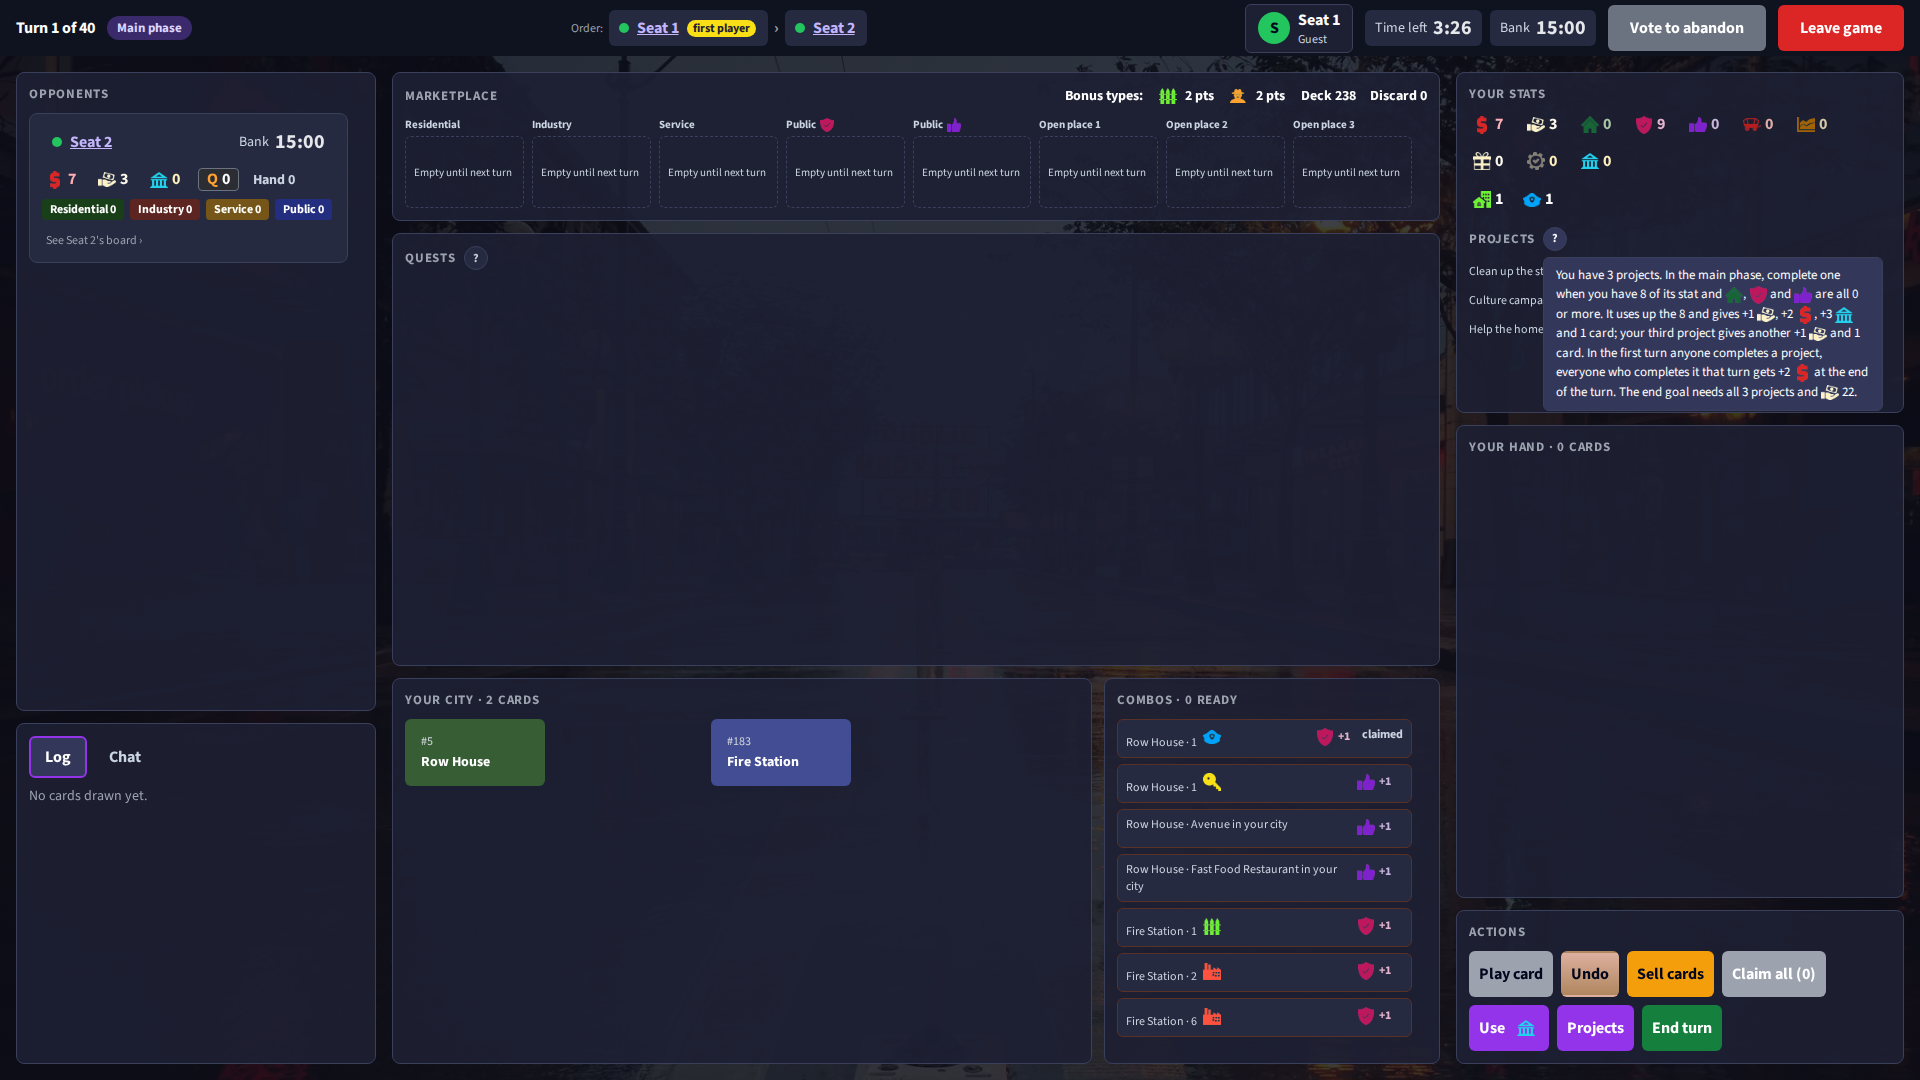 Turn 1 of 40
Main phase
Order:
Seat 1
first player
›
Seat 2
S
Seat 1
Guest
Time left 3:26
Bank 15:00
Vote to abandon
Leave game
OPPONENTS
Seat 2
Bank 15:00
7
3
0
Q 0
Hand 0
Residential 0
Industry 0
Service 0
Public 0
See Seat 2's board ›
MARKETPLACE
Bonus types:
2 pts
2 pts
Deck 238
Discard 0
Residential
Industry
Service
Public
Public
Open place 1
Open place 2
Open place 3
Empty until next turn
Empty until next turn
Empty until next turn
Empty until next turn
Empty until next turn
Empty until next turn
Empty until next turn
Empty until next turn
QUESTS ?
YOUR STATS
7
3
0
9
0
0
0
0
0
0
1
1
PROJECTS ?
Clean up the st
Culture campa
Help the home
You have 3 projects. In the main phase, complete one
when you have 8 of its stat and , and are all 0
or more. It uses up the 8 and gives +1 , +2 , +3
and 1 card; your third project gives another +1 and 1
card. In the first turn anyone completes a project,
everyone who completes it that turn gets +2 at the end
of the turn. The end goal needs all 3 projects and 22.
YOUR HAND · 0 CARDS
Log
Chat
No cards drawn yet.
YOUR CITY · 2 CARDS
#5
Row House
#183
Fire Station
COMBOS · 0 READY
Row House · 1 +1 claimed
Row House · 1 +1
Row House · Avenue in your city +1
Row House · Fast Food Restaurant in your
city
+1
Fire Station · 1 +1
Fire Station · 2 +1
Fire Station · 6 +1
ACTIONS
Play card
Undo
Sell cards
Claim all (0)
Use
Projects
End turn